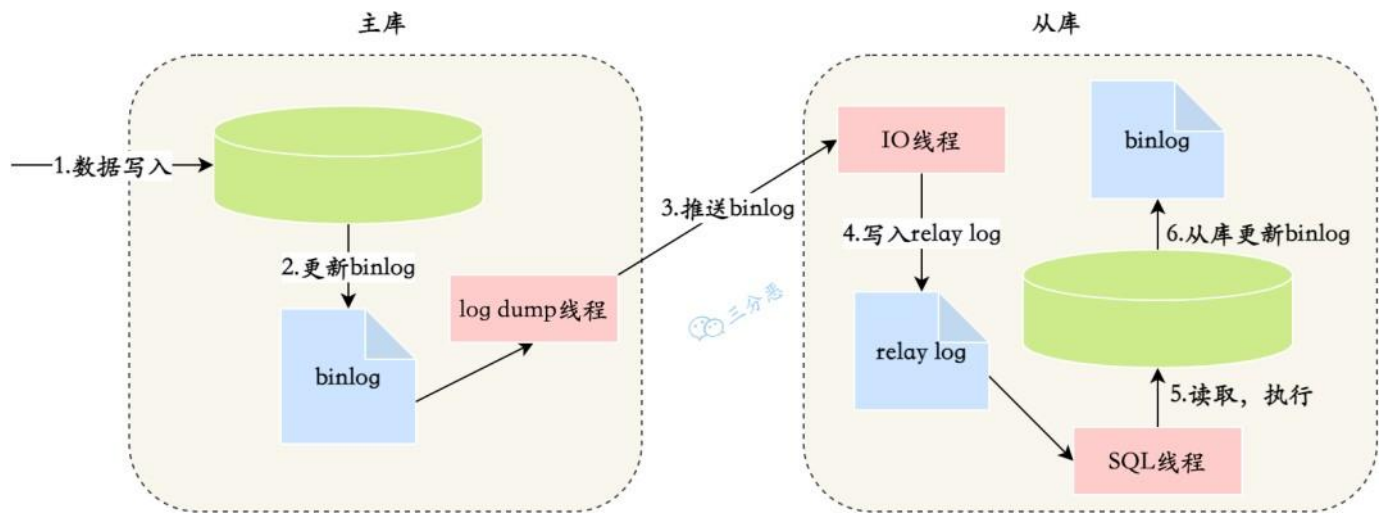 主库
从库
1.数据写入
2.更新binlog
binlog
log dump线程
3.推送binlog
三分恶
IO线程
4.写入relay log
relay log
SQL线程
5.读取，执行
6.从库更新binlog
binlog